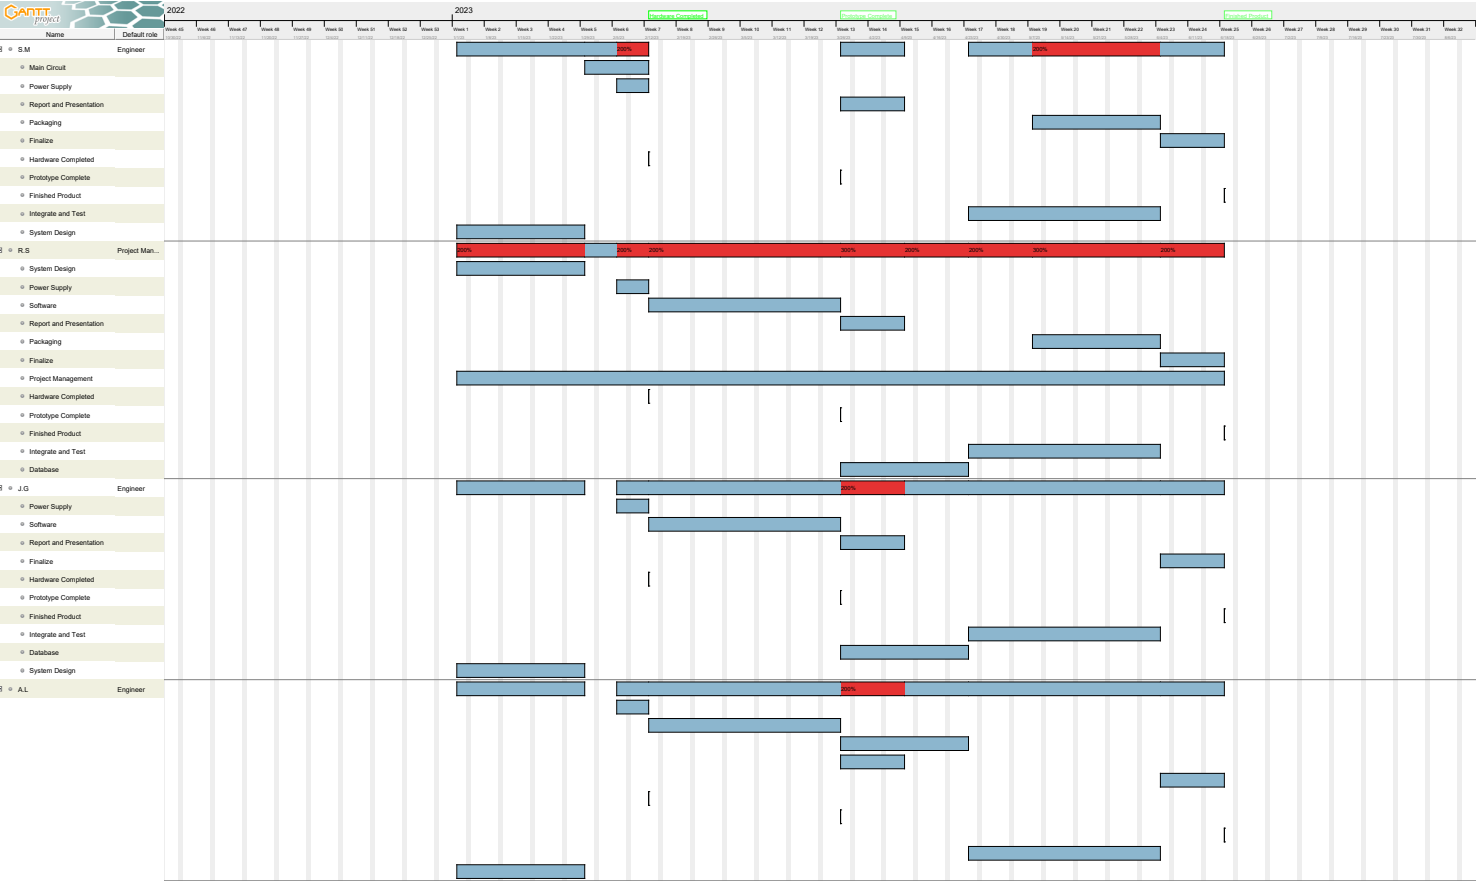 GANTT
project
2022
2023
Hardware Completed
Prototype Complete
Finished Product
Name Default role
Week 45 Week 46 Week 47 Week 48 Week 49 Week 50 Week 51 Week 52 Week 53 Week 1 Week 2 Week 3 Week 4 Week 5 Week 6 Week 7 Week 8 Week 9 Week 10 Week 11 Week 12 Week 13 Week 14 Week 15 Week 16 Week 17 Week 18 Week 19 Week 20 Week 21 Week 22 Week 23 Week 24 Week 25 Week 26 Week 27 Week 28 Week 29 Week 30 Week 31 Week 32
S.M Engineer 200% 200%
Main Circuit
Power Supply
Report and Presentation
Packaging
Finalize
Hardware Completed
Prototype Complete
Finished Product
Integrate and Test
System Design
R.S Project Man... 200% 200% 200% 300% 200% 200% 300% 200%
System Design
Power Supply
Software
Report and Presentation
Packaging
Finalize
Project Management
Hardware Completed
Prototype Complete
Finished Product
Integrate and Test
Database
J.G Engineer 200%
Power Supply
Software
Report and Presentation
Finalize
Hardware Completed
Prototype Complete
Finished Product
Integrate and Test
Database
System Design
A.L Engineer 200%